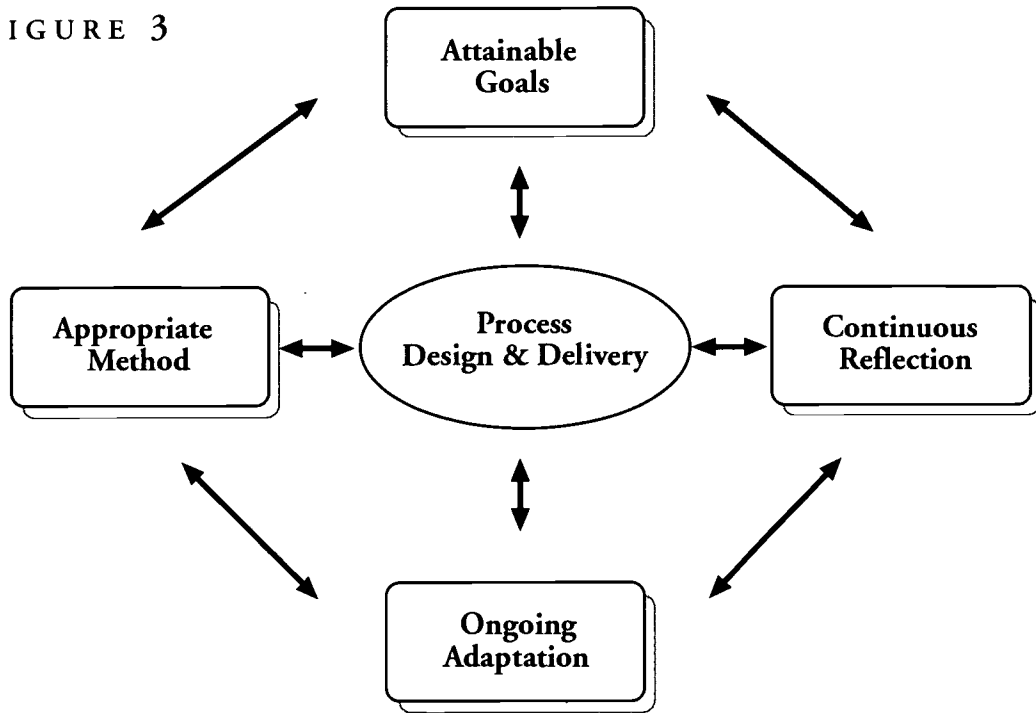 IGURE 3
Attainable
Goals
Appropriate
Method
Process
Design & Delivery
Continuous
Reflection
Ongoing
Adaptation